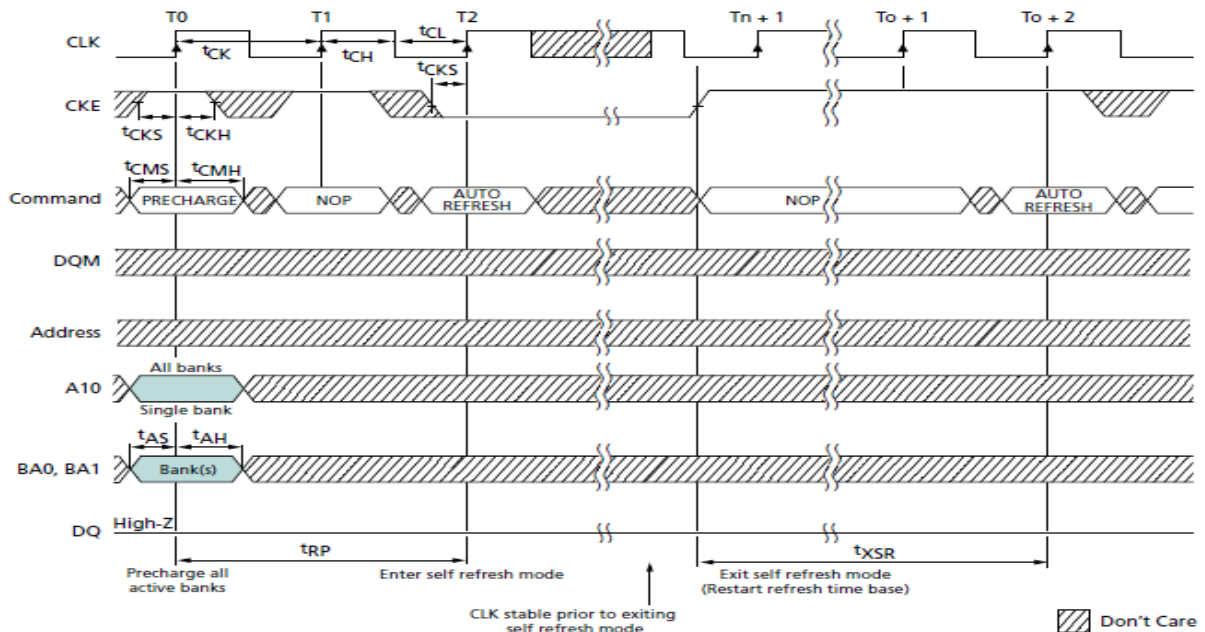 T0 T1 T2 Tn + 1 To + 1 To + 2
CLK
tCK tCH tCL
tCKS
CKE
tCKS tCKH
tCMS tCMH
Command PRECHARGE NOP AUTO REFRESH NOP AUTO REFRESH
DQM
Address
All banks
A10
Single bank
tAS tAH
BA0, BA1 Bank(s)
High-Z
DQ
tRP tXSR
Precharge all active banks
Enter self refresh mode
Exit self refresh mode
(Restart refresh time base)
CLK stable prior to exiting
self refresh mode
Don't Care